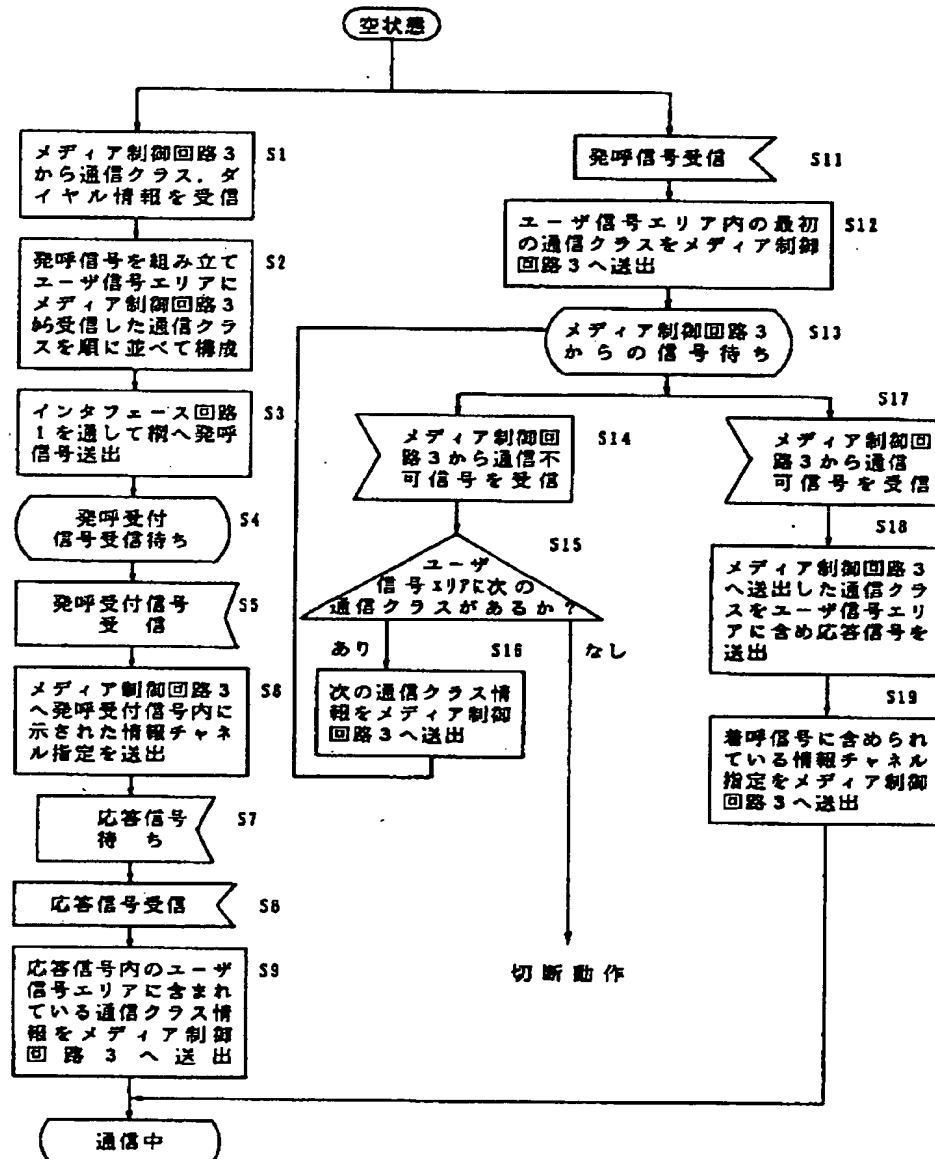 空状態
メディア制御回路3
から通信クラス，ダ
イヤル情報を受信
S1
発呼信号を組み立て
ユーザ信号エリアに
メディア制御回路3
から受信した通信クラ
スを順に並べて構成
S2
インタフェース回路
1を通して網へ発呼
信号送出
S3
発呼受付
信号受信待ち
S4
発呼受付信号
受信
S5
メディア制御回路3
へ発呼受付信号内に
示された情報チャネ
ル指定を送出
S6
応答信号
待ち
S7
応答信号受信
S8
応答信号内のユーザ
信号エリアに含まれ
ている通信クラス情
報をメディア制御
回路3へ送出
S9
通信中
発呼信号受信
S11
ユーザ信号エリア内の最初
の通信クラスをメディア制御
回路3へ送出
S12
メディア制御回路3
からの信号待ち
S13
メディア制御回
路3から通信不
可信号を受信
S14
ユーザ
信号エリアに次の
通信クラスがあるか？
S15
あり
なし
次の通信クラス情
報をメディア制御
回路3へ送出
S16
切断動作
S17
メディア制御回
路3から通信
可信号を受信
S18
メディア制御回路3
へ送出した通信クラ
スをユーザ信号エリ
アに含め応答信号を
送出
S19
着呼信号に含められ
ている情報チャネル
指定をメディア制御
回路3へ送出